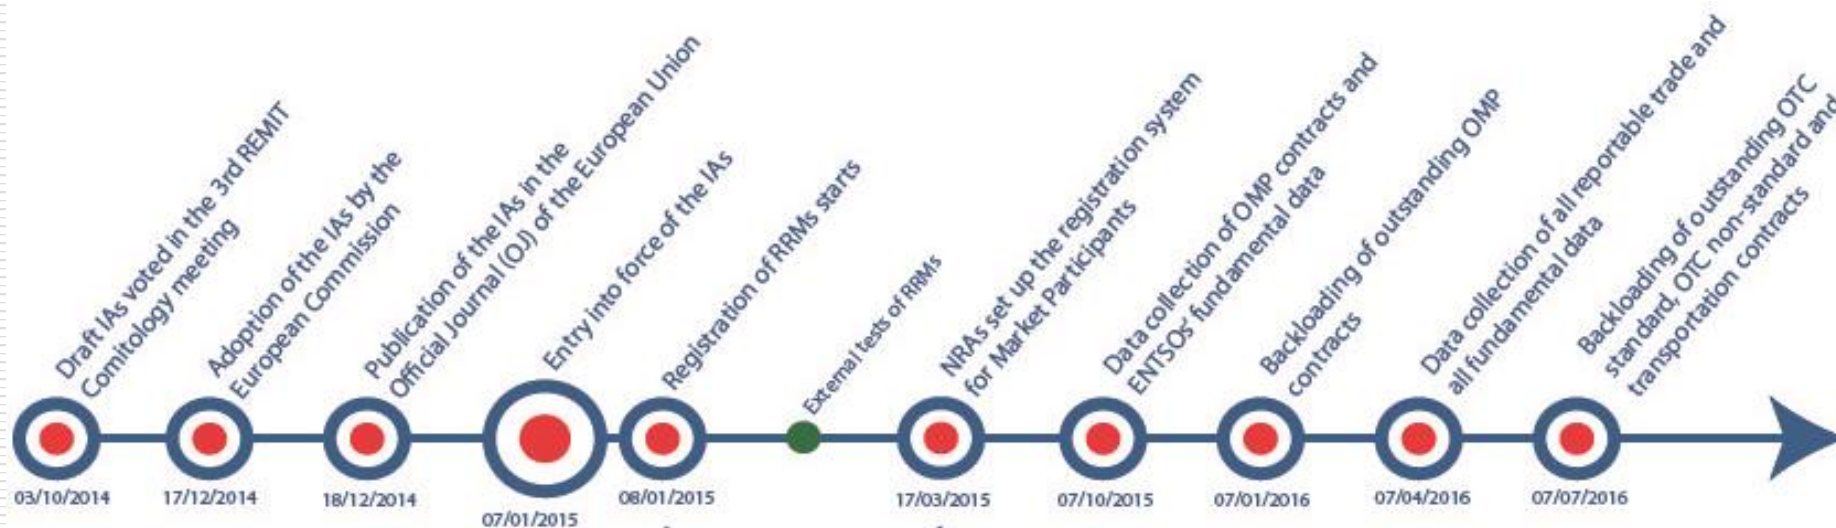 Draft IAs voted in the 3rd REMIT
Comitology meeting
03/10/2014
Adoption of the IAs by the
European Commission
17/12/2014
Publication of the IAs in the
Official Journal (OJ) of the European Union
18/12/2014
Entry into force of the IAs
07/01/2015
Registration of RRMs starts
08/01/2015
External tests of RRMs
NRAs set up the registration system
for Market Participants
17/03/2015
Data collection of OMP contracts and
ENTSOs' fundamental data
07/10/2015
Backloading of outstanding OMP
contracts
07/01/2016
Data collection of all reportable trade and
all fundamental data
07/04/2016
Backloading of outstanding OTC
standard, OTC non-standard and
transportation contracts
07/07/2016